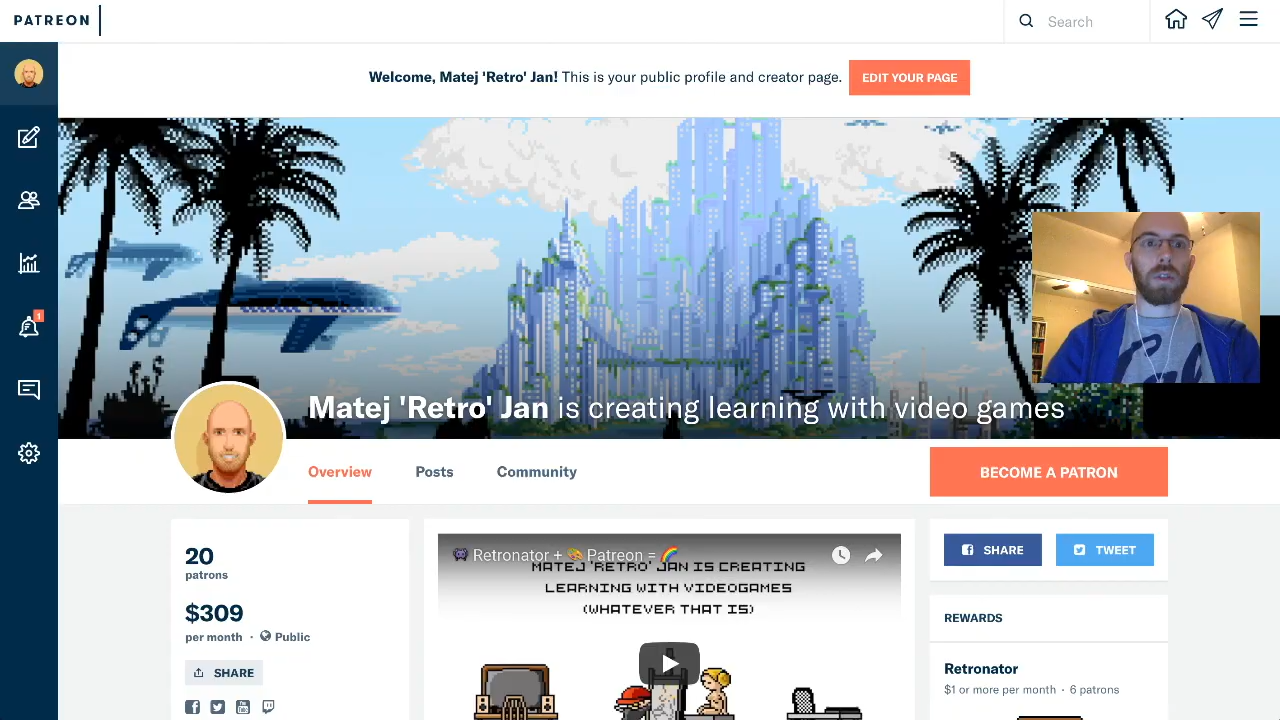 PATREON
Search
Welcome, Matej 'Retro' Jan! This is your public profile and creator page.
EDIT YOUR PAGE
1
Matej 'Retro' Jan is creating learning with video games
Overview
Posts
Community
BECOME A PATRON
20
patrons
$309
per month · Public
SHARE
Retronator + Patreon =
MATEJ 'RETRO' JAN IS CREATING
LEARNING WITH VIDEOGAMES
(WHATEVER THAT IS)
SHARE
TWEET
REWARDS
Retronator
$1 or more per month · 6 patrons